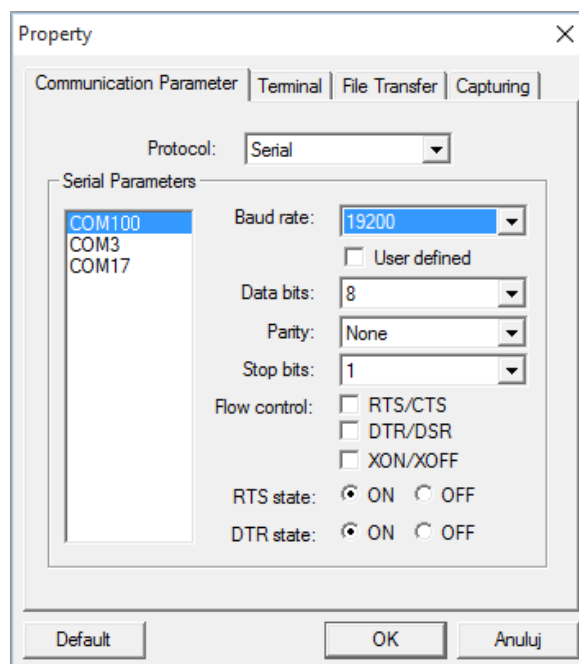 Property
Communication Parameter Terminal File Transfer Capturing
Protocol: Serial
Serial Parameters
COM100
COM3
COM17
Baud rate: 19200
User defined
Data bits: 8
Parity: None
Stop bits: 1
Flow control: RTS/CTS
DTR/DSR
XON/XOFF
RTS state: ON OFF
DTR state: ON OFF
Default OK Anuluj